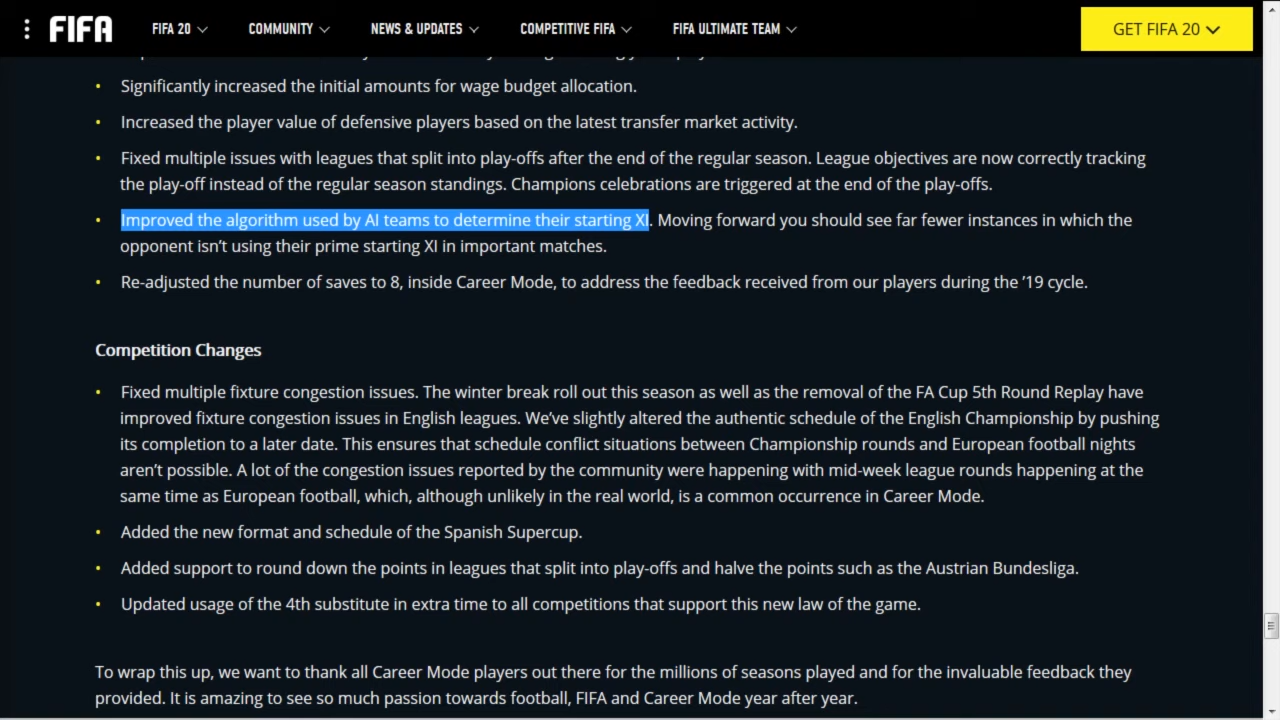 FIFA
FIFA 20
COMMUNITY
NEWS & UPDATES
COMPETITIVE FIFA
FIFA ULTIMATE TEAM
GET FIFA 20
• Significantly increased the initial amounts for wage budget allocation.
• Increased the player value of defensive players based on the latest transfer market activity.
• Fixed multiple issues with leagues that split into play-offs after the end of the regular season. League objectives are now correctly tracking
the play-off instead of the regular season standings. Champions celebrations are triggered at the end of the play-offs.
• Improved the algorithm used by AI teams to determine their starting XI. Moving forward you should see far fewer instances in which the
opponent isn’t using their prime starting XI in important matches.
• Re-adjusted the number of saves to 8, inside Career Mode, to address the feedback received from our players during the ’19 cycle.
Competition Changes
• Fixed multiple fixture congestion issues. The winter break roll out this season as well as the removal of the FA Cup 5th Round Replay have
improved fixture congestion issues in English leagues. We’ve slightly altered the authentic schedule of the English Championship by pushing
its completion to a later date. This ensures that schedule conflict situations between Championship rounds and European football nights
aren’t possible. A lot of the congestion issues reported by the community were happening with mid-week league rounds happening at the
same time as European football, which, although unlikely in the real world, is a common occurrence in Career Mode.
• Added the new format and schedule of the Spanish Supercup.
• Added support to round down the points in leagues that split into play-offs and halve the points such as the Austrian Bundesliga.
• Updated usage of the 4th substitute in extra time to all competitions that support this new law of the game.
To wrap this up, we want to thank all Career Mode players out there for the millions of seasons played and for the invaluable feedback they
provided. It is amazing to see so much passion towards football, FIFA and Career Mode year after year.